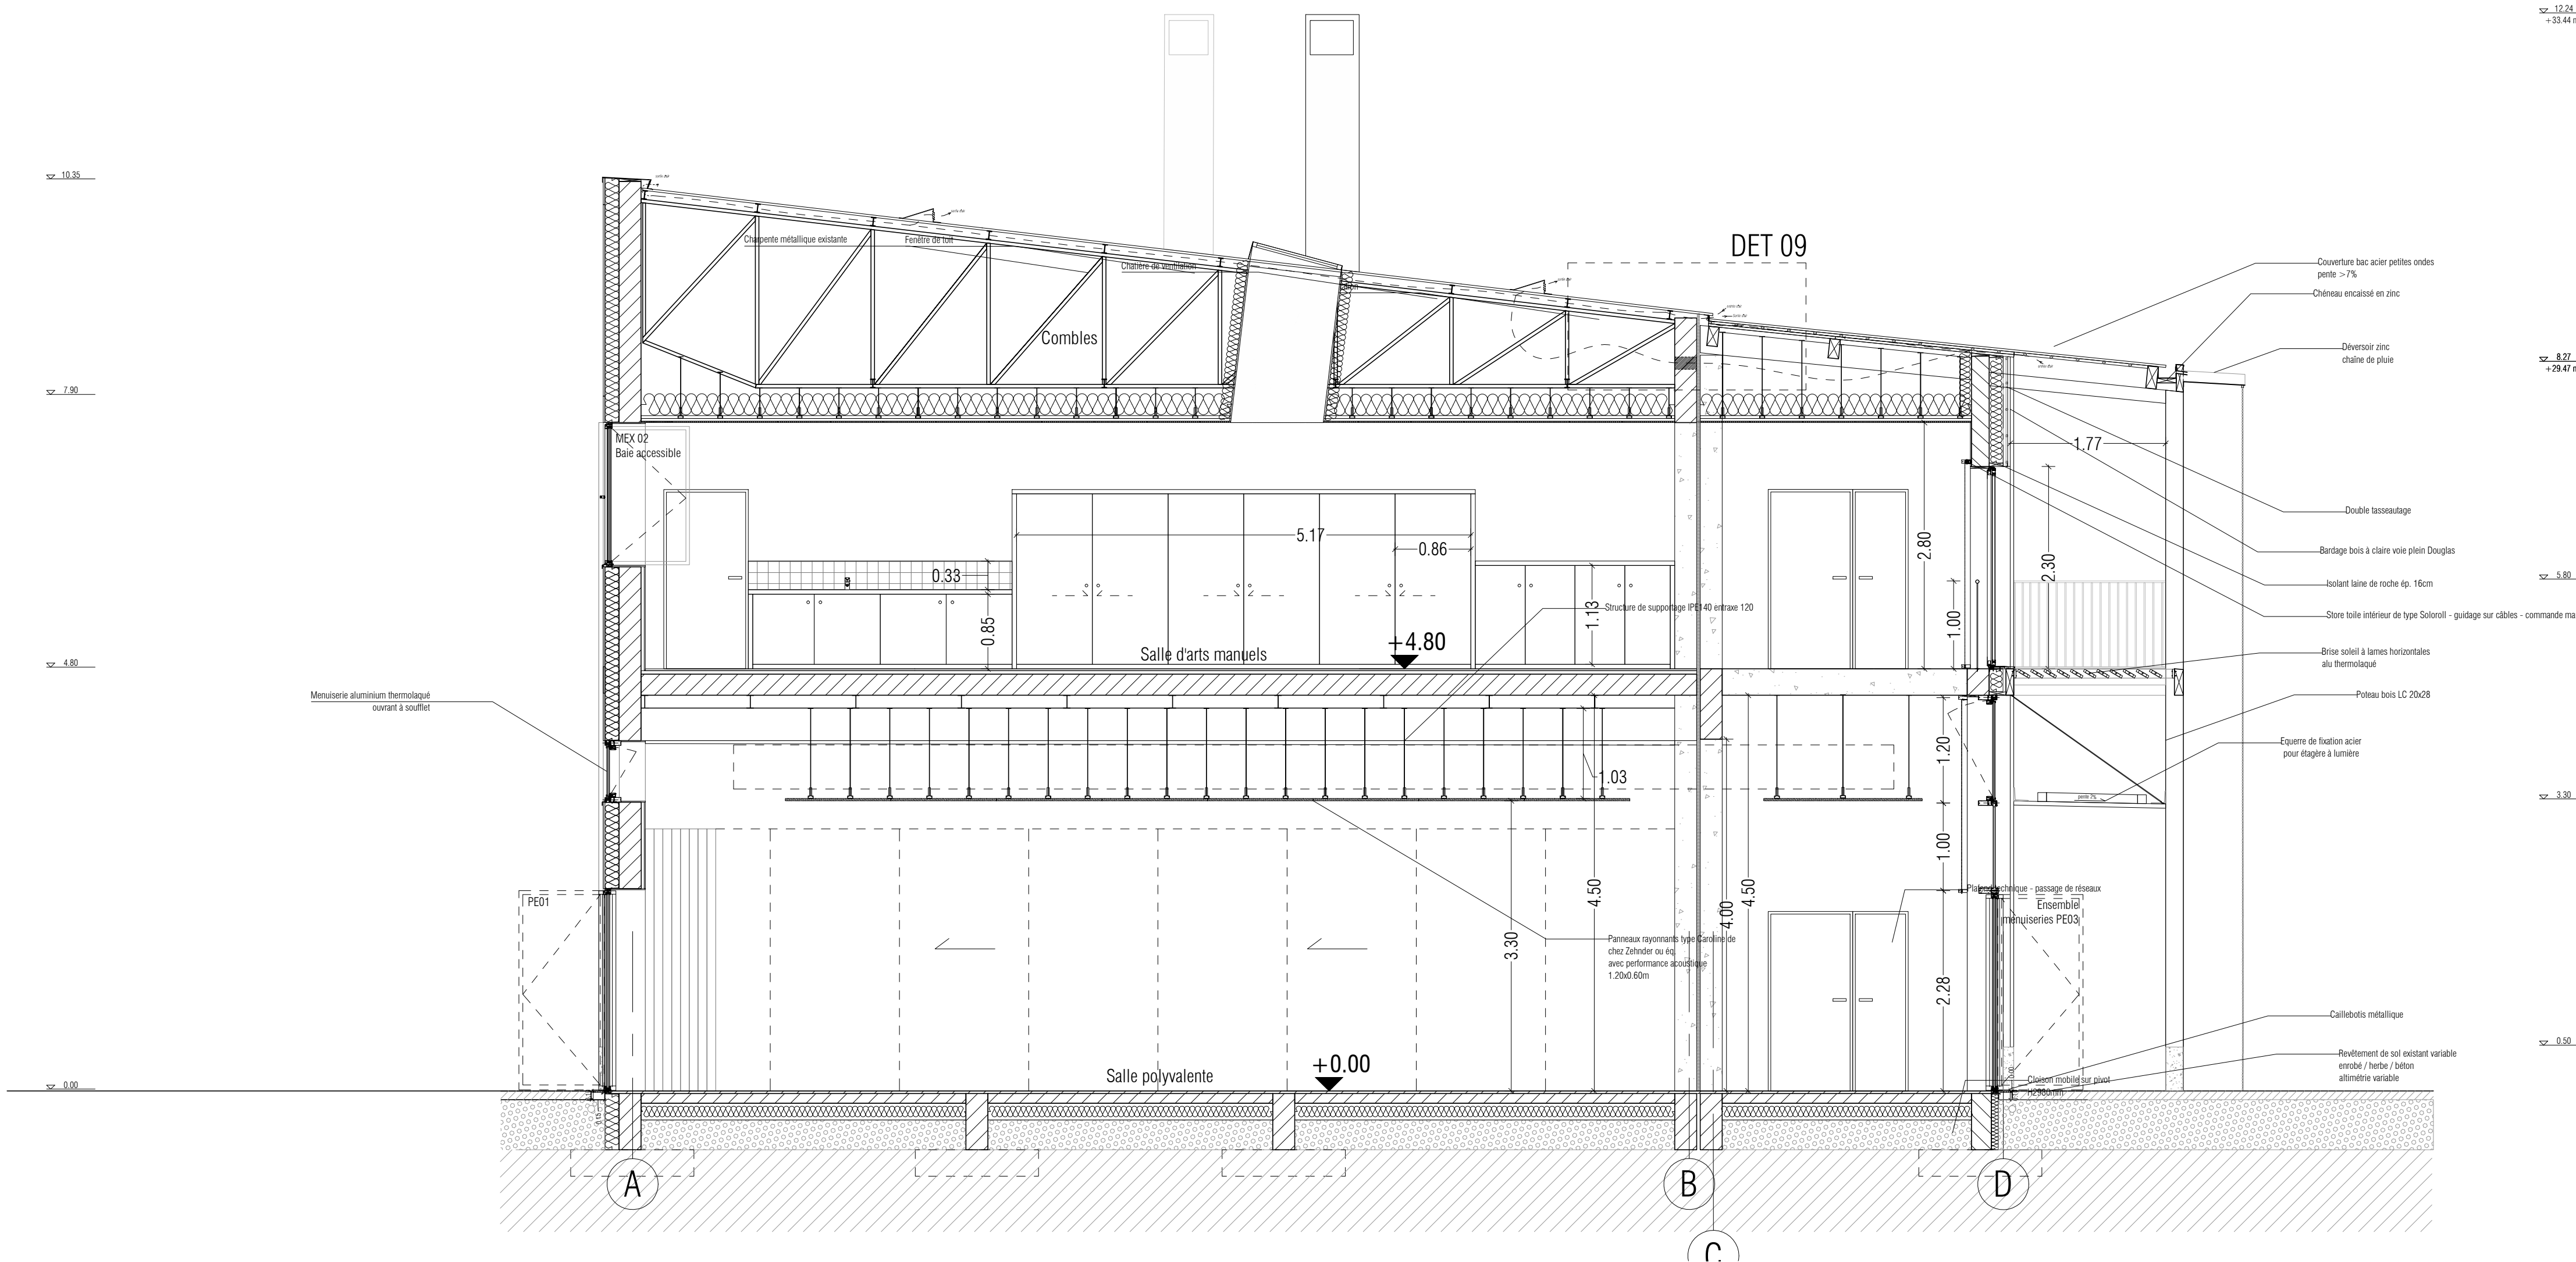 12.24
+33.44
10.35
DET 09
Charpente métallique existante
Fenêtre de toit
Chatière de ventilation
Couverture bac acier petites ondes
pente >7%
Chéneau encaissé en zinc
Combles
Déversoir zinc
chaîne de pluie
8.27
+29.47
7.90
MEX 02
Baie accessible
1.77
Double tasseautage
5.17
0.86
2.80
2.30
Bardage bois à claire voie plein Douglas
0.33
5.80
Isolant laine de roche ép. 16cm
0.85
1.13
Structure de supportage IPE140 entraxe 120
1.00
Store toile intérieur de type Soloroll - guidage sur câbles - commande ma
+4.80
Salle d'arts manuels
4.80
Brise soleil à lames horizontales
alu thermolaqué
Menuiserie aluminium thermolaqué
ouvrant à soufflet
Poteau bois LC 20x28
Equerre de fixation acier
pour étagère à lumière
1.20
1.03
pente 2%
3.30
1.00
4.50
4.00
4.50
PE01
Plafond technique - passage de réseaux
Ensemble
menuiseries PE03
3.30
Panneaux rayonnants type Caroline de
chez Zehnder ou éq.
avec performance acoustique
1.20x0.60m
2.28
Caillebotis métallique
0.50
Revêtement de sol existant variable
enrobé / herbe / béton
altimétrie variable
+0.00
Salle polyvalente
0.00
Cloison mobile sur pivot
H2980mm
A
B
D
C